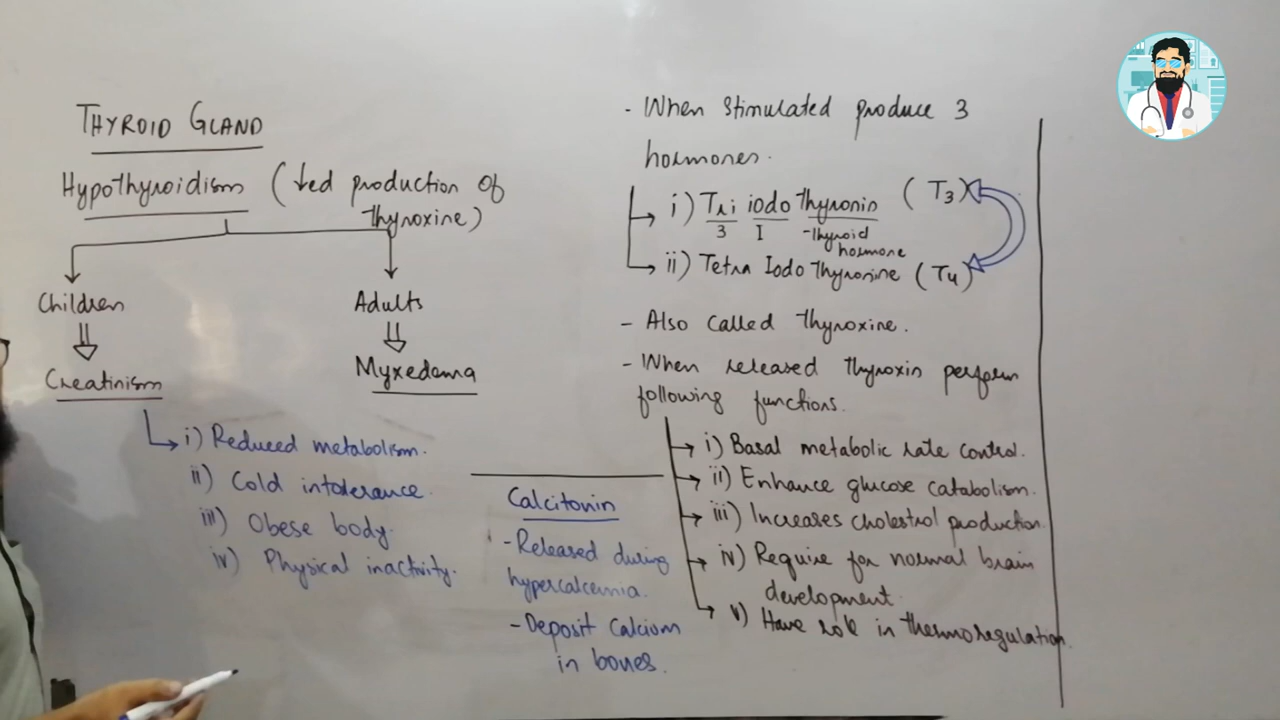 THYROID GLAND
Hypothyroidism (↓ed production of
thyroxine)
Children
Adults
Creatinism
Myxedema
i) Reduced metabolism.
ii) Cold intolerance.
iii) Obese body.
iv) Physical inactivity.
Calcitonin
- Released during
hypercalcemia.
- Deposit Calcium
in bones.
- When stimulated produce 3
hormones.
i) Tri iodo thyronin (T3)
3 I -thyroid
hormone
ii) Tetra Iodo thyronine (T4)
- Also called thyroxine.
- When released thyroxin perform
following functions.
i) Basal metabolic rate control.
ii) Enhance glucose catabolism.
iii) Increases cholestrol production.
iv) Require for normal brain
development.
v) Have role in thermoregulation.